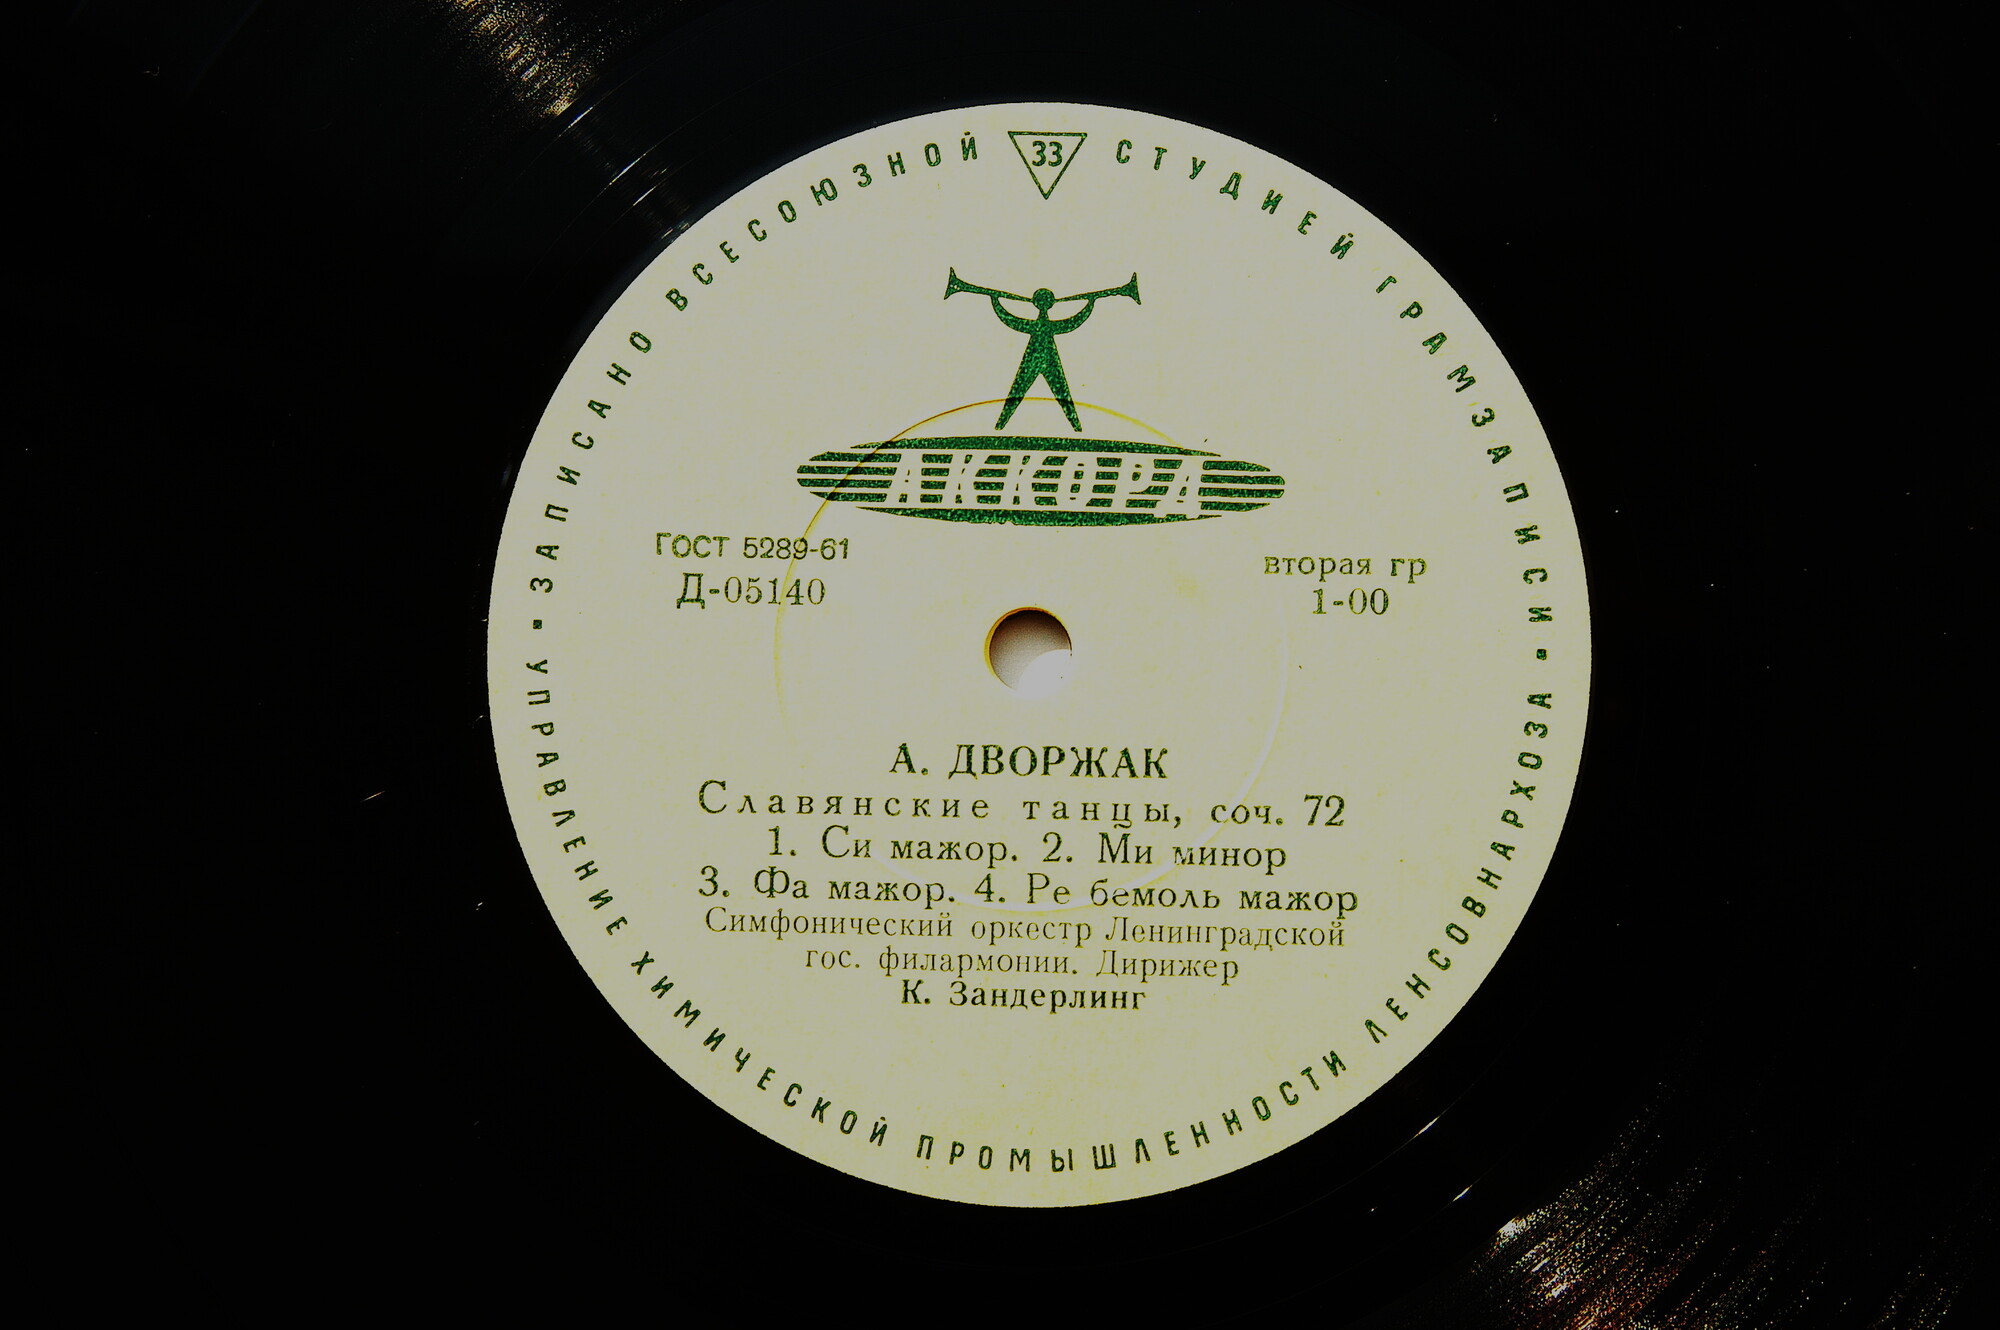 ЗАПИСАНО ВСЕСОЮЗНОЙ 33 СТУДИЕЙ ГРАМЗАПИСИ
АККОРД
ГОСТ 5289-61
Д-05140
вторая гр
1-00
А. ДВОРЖАК
Славянские танцы, соч. 72
1. Си мажор. 2. Ми минор
3. Фа мажор. 4. Ре бемоль мажор
Симфонический оркестр Ленинградской
гос. филармонии. Дирижер
К. Зандерлинг
УПРАВЛЕНИЕ ХИМИЧЕСКОЙ ПРОМЫШЛЕННОСТИ ЛЕНСОВНАРХОЗА